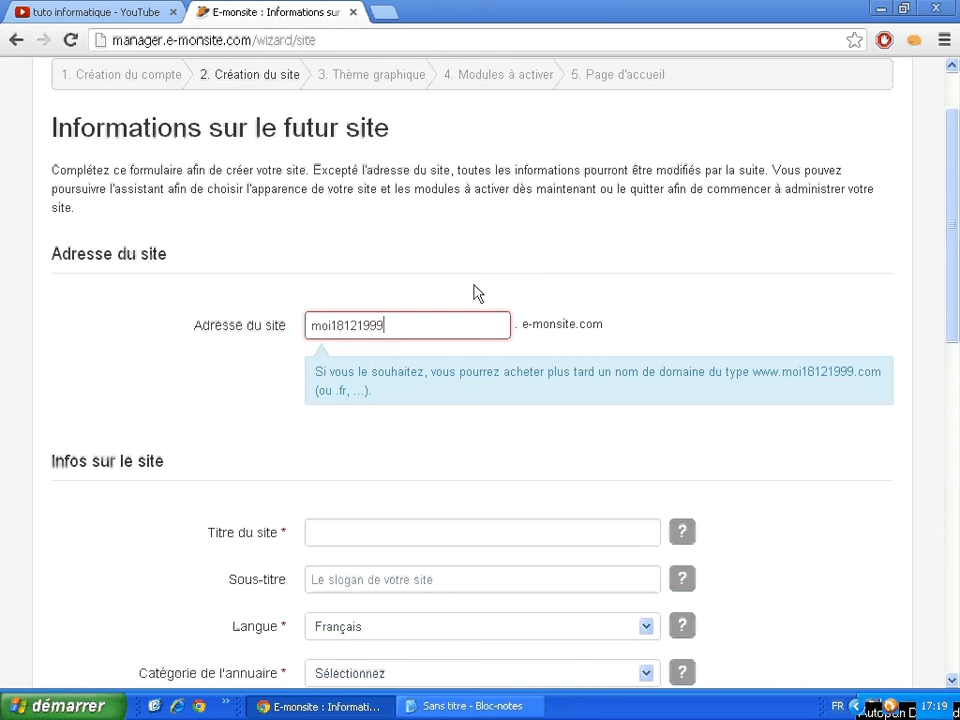 tuto informatique - YouTube
E-monsite : Informations sur
manager.e-monsite.com/wizard/site
1. Création du compte
2. Création du site
3. Thème graphique
4. Modules à activer
5. Page d'accueil
Informations sur le futur site
Complétez ce formulaire afin de créer votre site. Excepté l'adresse du site, toutes les informations pourront être modifiés par la suite. Vous pouvez
poursuivre l'assistant afin de choisir l'apparence de votre site et les modules à activer dès maintenant ou le quitter afin de commencer à administrer votre
site.
Adresse du site
Adresse du site
moi18121999
. e-monsite.com
Si vous le souhaitez, vous pourrez acheter plus tard un nom de domaine du type www.moi18121999.com
(ou .fr, ...).
Infos sur le site
Titre du site *
?
Sous-titre
Le slogan de votre site
?
Langue *
Français
?
Catégorie de l'annuaire *
Sélectionnez
?
démarrer
E-monsite : Informati...
Sans titre - Bloc-notes
FR
17:19